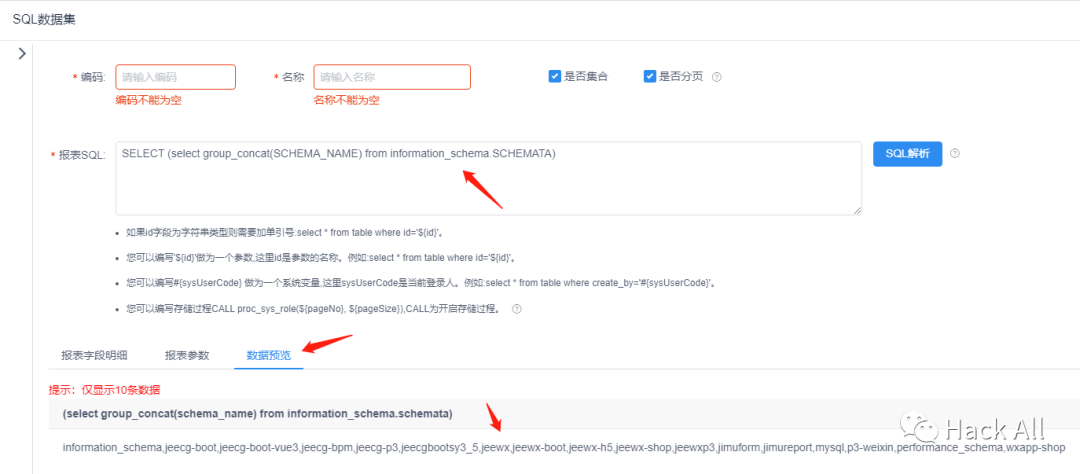 SQL数据集
* 编码: 请输入编码 * 名称 请输入名称 是否集合 是否分页
编码不能为空 名称不能为空
* 报表SQL: SELECT (select group_concat(SCHEMA_NAME) from information_schema.SCHEMATA) SQL解析
如果id字段为字符串类型则需要加单引号:select * from table where id='${id}'。
您可以编写'${id}'做为一个参数,这里id是参数的名称。例如:select * from table where id='${id}'。
您可以编写#{sysUserCode} 做为一个系统变量,这里sysUserCode是当前登录人。例如:select * from table where create_by='#{sysUserCode}'。
您可以编写存储过程CALL proc_sys_role(${pageNo}, ${pageSize}),CALL为开启存储过程。
报表字段明细 报表参数 数据预览
提示：仅显示10条数据
(select group_concat(schema_name) from information_schema.schemata)
information_schema,jeecg-boot,jeecg-boot-vue3,jeecg-bpm,jeecg-p3,jeecgbootsy3_5,jeewx,jeewx-boot,jeewx-h5,jeewx-shop,jeewxp3,jimuform,jimureport,mysql,p3-weixin,performance_schema,wxapp-shop
Hack All